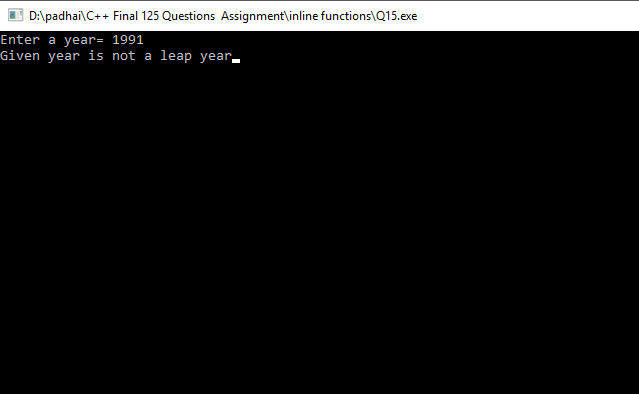 D:\padhai\C++ Final 125 Questions  Assignment\inline functions\Q15.exe
Enter a year= 1991
Given year is not a leap year